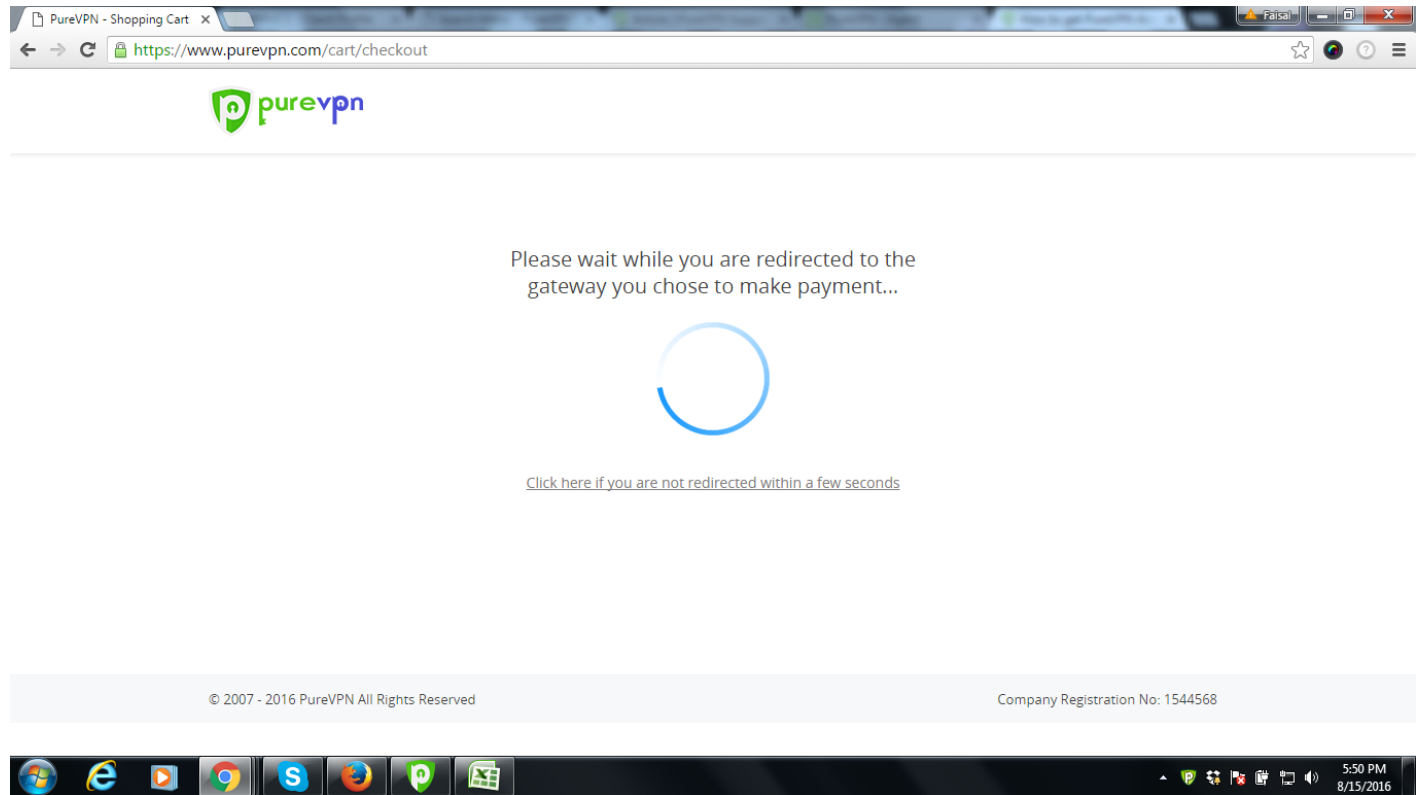 PureVPN - Shopping Cart
Faisal
https://www.purevpn.com/cart/checkout
purevpn
Please wait while you are redirected to the
gateway you chose to make payment...
Click here if you are not redirected within a few seconds
© 2007 - 2016 PureVPN All Rights Reserved
Company Registration No: 1544568
5:50 PM
8/15/2016